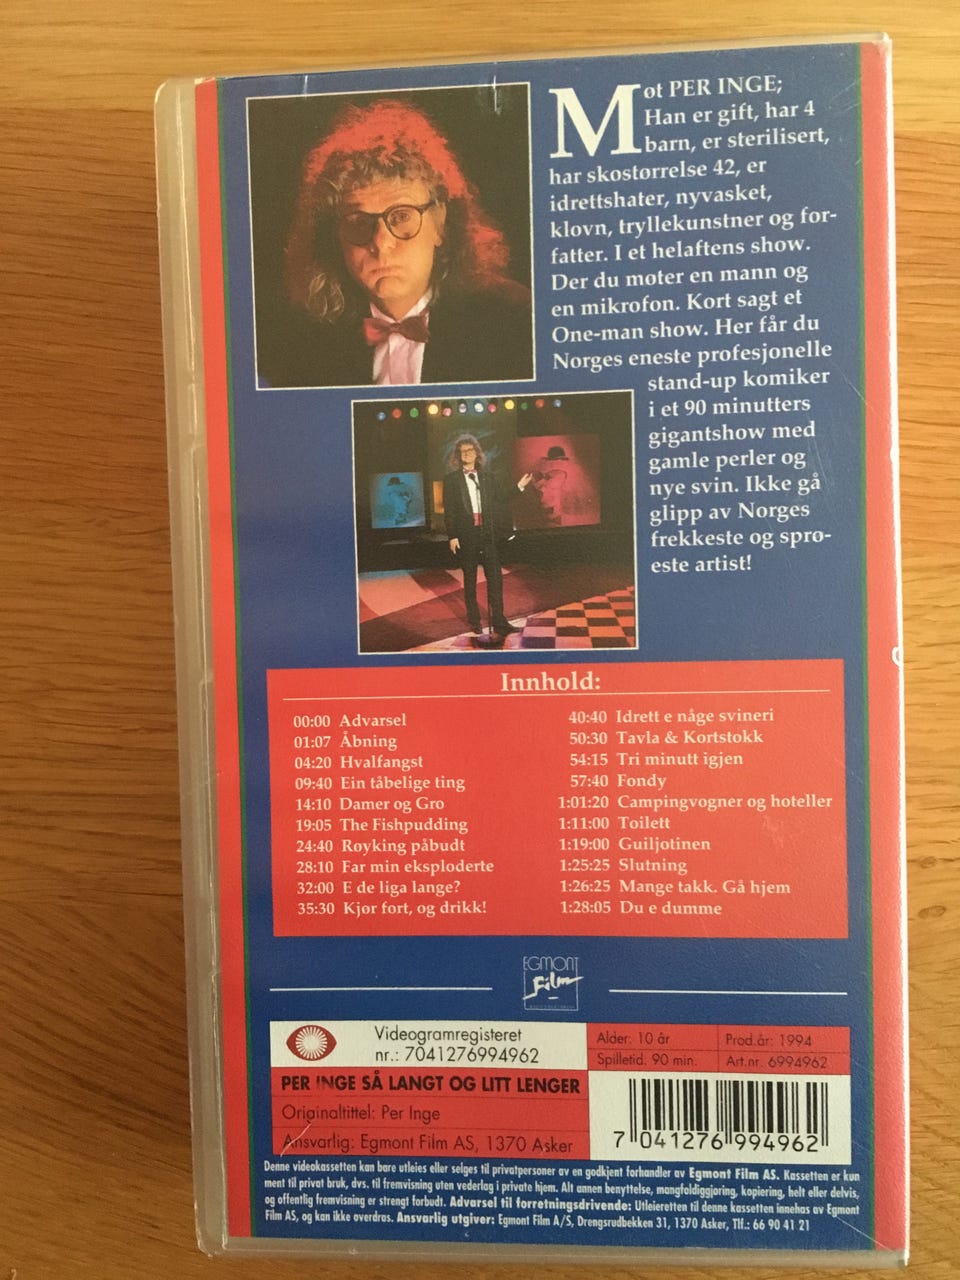 Møt PER INGE;
Han er gift, har 4
barn, er sterilisert,
har skostørrelse 42, er
idrettshater, nyvasket,
klovn, tryllekunstner og for-
fatter. I et helaftens show.
Der du møter en mann og
en mikrofon. Kort sagt et
One-man show. Her får du
Norges eneste profesjonelle
stand-up komiker
i et 90 minutters
gigantshow med
gamle perler og
nye svin. Ikke gå
glipp av Norges
frekkeste og sprø-
este artist!
Innhold:
00:00 Advarsel
01:07 Åbning
04:20 Hvalfangst
09:40 Ein tåbelige ting
14:10 Damer og Gro
19:05 The Fishpudding
24:40 Røyking påbudt
28:10 Far min eksploderte
32:00 E de liga lange?
35:30 Kjør fort, og drikk!
40:40 Idrett e någe svineri
50:30 Tavla & Kortstokk
54:15 Tri minutt igjen
57:40 Fondy
1:01:20 Campingvogner og hoteller
1:11:00 Toilett
1:19:00 Guiljotinen
1:25:25 Slutning
1:26:25 Mange takk. Gå hjem
1:28:05 Du e dumme
EGMONT
Film
Videogramregisteret
nr.: 7041276994962
Alder: 10 år
Prod.år: 1994
Spilletid. 90 min.
Art.nr. 6994962
PER INGE SÅ LANGT OG LITT LENGER
Originaltittel: Per Inge
Ansvarlig: Egmont Film AS, 1370 Asker
7 041276 994962
Denne videokassetten kan bare utleies eller selges til privatpersoner av en godkjent forhandler av Egmont Film AS. Kassetten er kun
ment til privat bruk, dvs. til fremvisning uten vederlag i private hjem. Alt annen benyttelse, mangfoldiggjøring, kopiering, helt eller delvis,
og offentlig fremvisning er strengt forbudt. Advarsel til forretningsdrivende: Utleieretten til denne kassetten innehas av Egmont
Film AS, og kan ikke overdras. Ansvarlig utgiver: Egmont Film A/S, Drengsrudbekken 31, 1370 Asker, Tlf.: 66 90 41 21